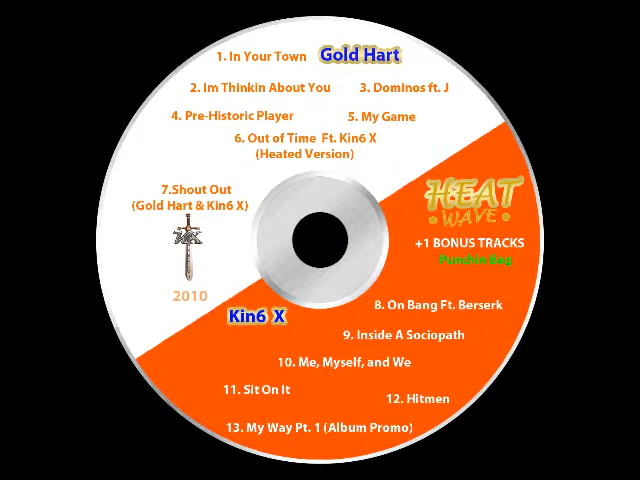 1. In Your Town Gold Hart
2. Im Thinkin About You 3. Dominos ft. J
4. Pre-Historic Player 5. My Game
6. Out of Time Ft. Kin6 X
(Heated Version)
7.Shout Out
(Gold Hart & Kin6 X)
HEAT
WAVE
+1 BONUS TRACKS
Punchin Bag
2010
Kin6 X
8. On Bang Ft. Berserk
9. Inside A Sociopath
10. Me, Myself, and We
11. Sit On It
12. Hitmen
13. My Way Pt. 1 (Album Promo)